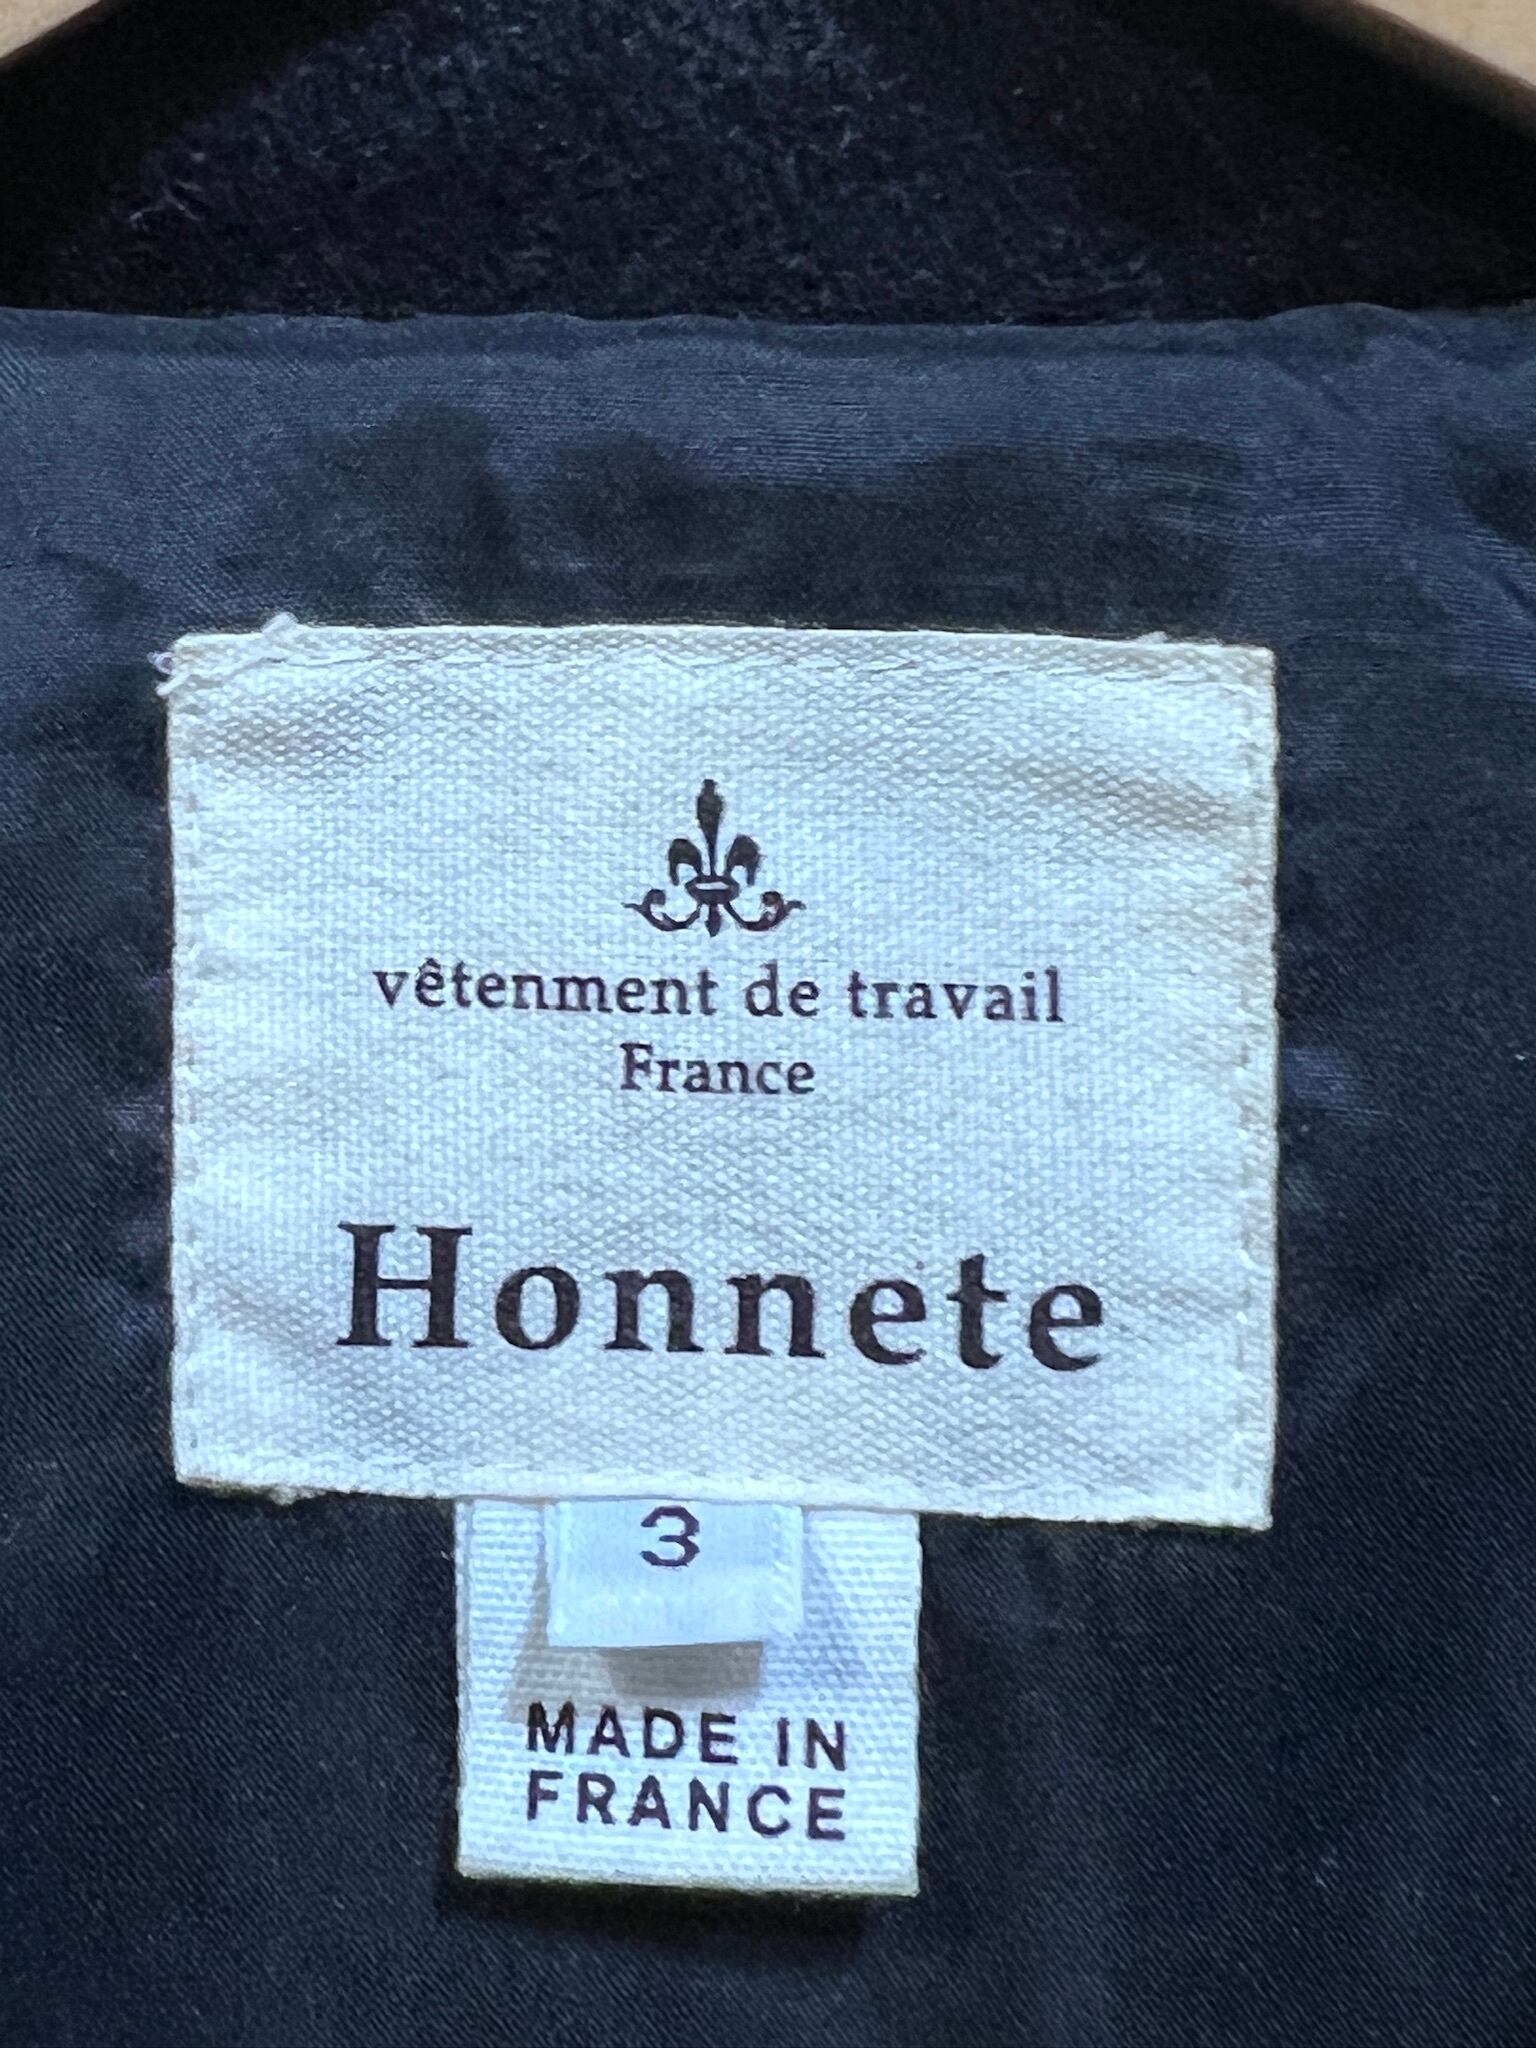 vêtenment de travail
France
Honnete
3
MADE IN
FRANCE